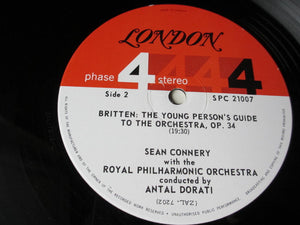 LONDON
phase 4 stereo
444
Side 2
SPC 21007
BRITTEN: THE YOUNG PERSON'S GUIDE
TO THE ORCHESTRA, OP. 34
(19:30)
SEAN CONNERY
with the
ROYAL PHILHARMONIC ORCHESTRA
conducted by
ANTAL DORATI
(ZAL. 7202)